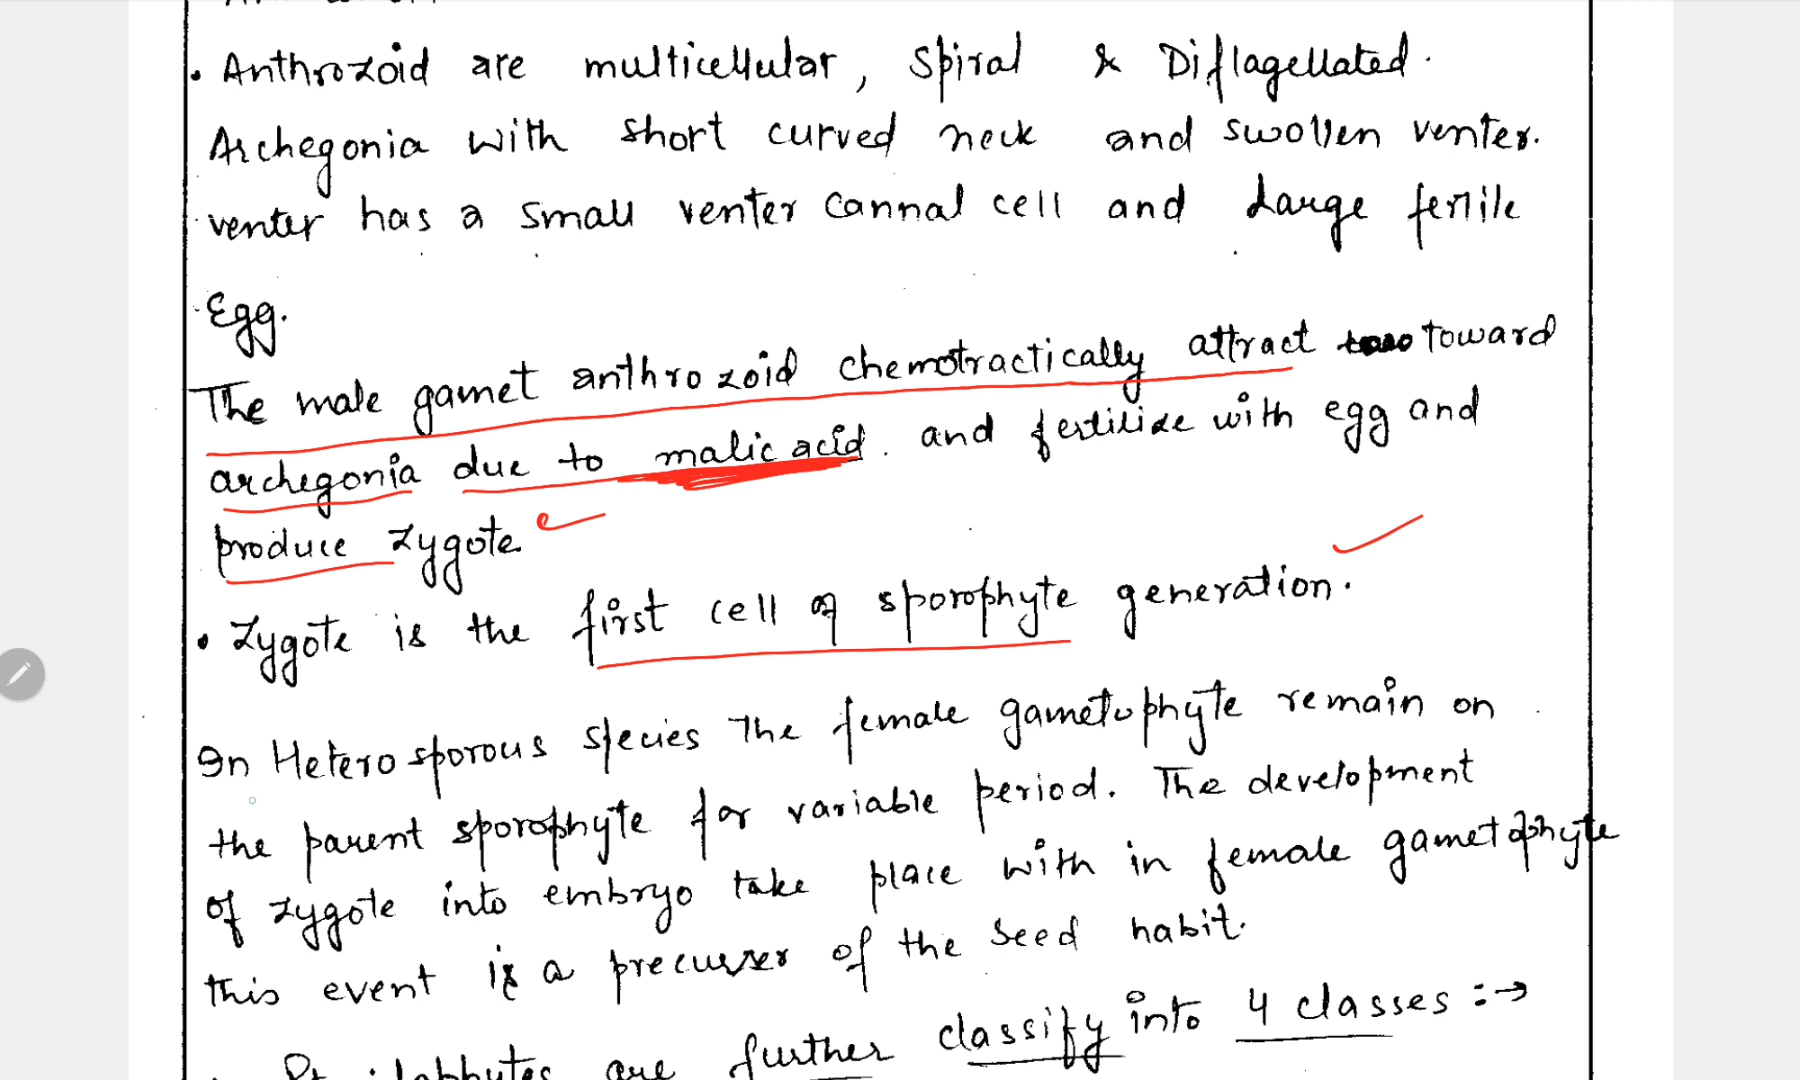 • Anthrozoid are multicellular, Spiral & Diflagellated.
Archegonia with short curved neck and swollen venter.
venter has a small venter cannal cell and Large fertile
Egg.
The male gamet anthrozoid chemotractically attract toward
archegonia due to malic acid. and fertilize with egg and
produce zygote
• Zygote is the first cell of sporophyte generation.
In Heterosporous species The female gametophyte remain on
the parent sporophyte for variable period. The development
of zygote into embryo take place with in female gametophyte
this event is a precurser of the seed habit.
are further classify into 4 classes :→